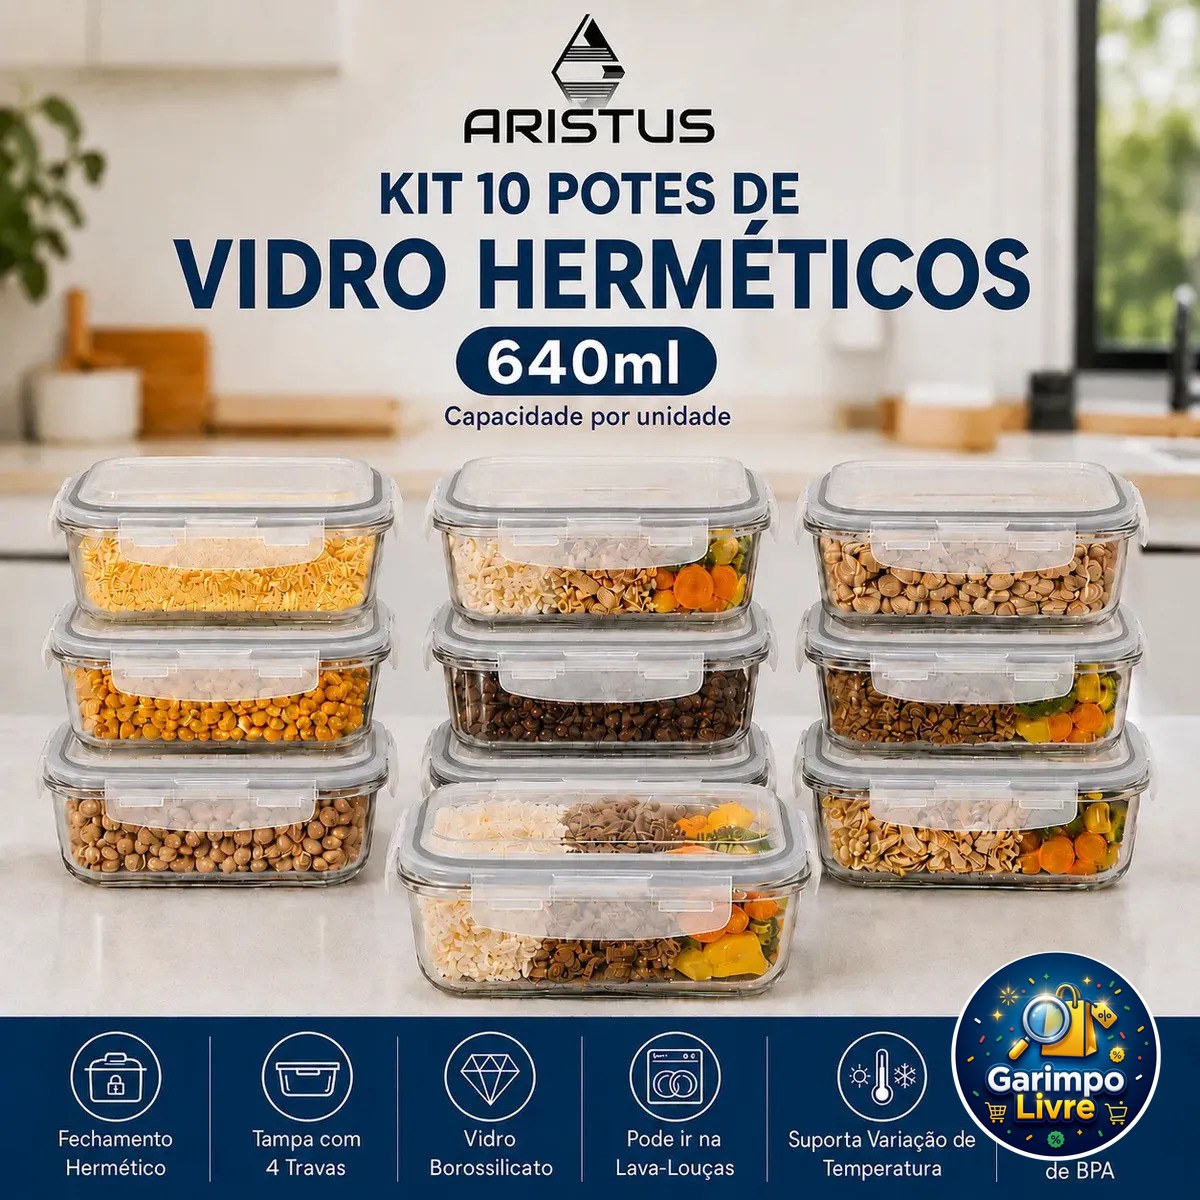 ARISTUS
KIT 10 POTES DE
VIDRO HERMÉTICOS
640ml
Capacidade por unidade
Fechamento
Hermético
Tampa com
4 Travas
Vidro
Borossilicato
Pode ir na
Lava-Louças
Suporta Variação de
Temperatura
de BPA
Garimpo
Livre